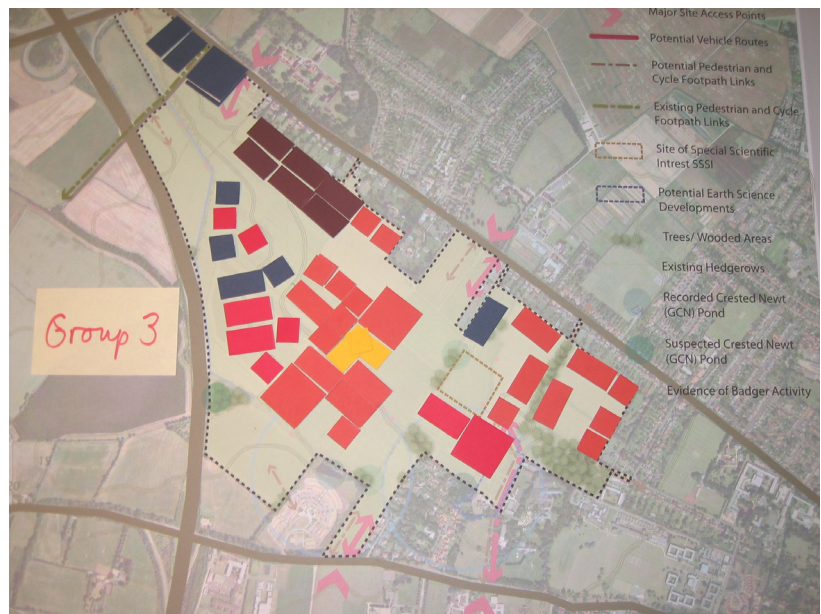 Major Site Access Points
Potential Vehicle Routes
Potential Pedestrian and
Cycle Footpath Links
Existing Pedestrian and Cycle
Footpath Links
Site of Special Scientific
Intrest SSSI
Potential Earth Science
Developments
Trees/ Wooded Areas
Existing Hedgerows
Recorded Crested Newt
(GCN) Pond
Suspected Crested Newt
(GCN) Pond
Evidence of Badger Activity
Group 3